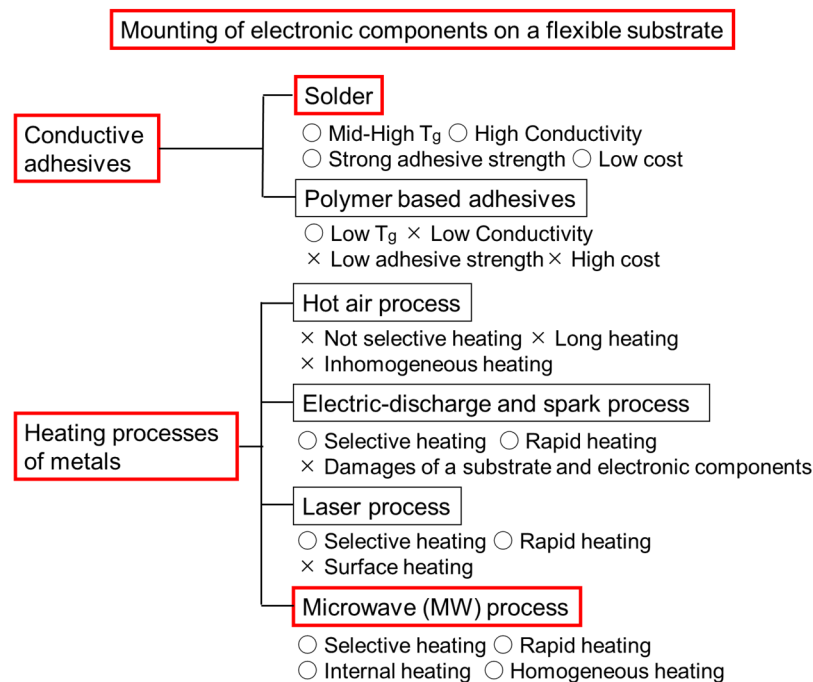 Mounting of electronic components on a flexible substrate
Conductive
adhesives
Solder
○ Mid-High Tg ○ High Conductivity
○ Strong adhesive strength ○ Low cost
Polymer based adhesives
○ Low Tg × Low Conductivity
× Low adhesive strength × High cost
Heating processes
of metals
Hot air process
× Not selective heating × Long heating
× Inhomogeneous heating
Electric-discharge and spark process
○ Selective heating ○ Rapid heating
× Damages of a substrate and electronic components
Laser process
○ Selective heating ○ Rapid heating
× Surface heating
Microwave (MW) process
○ Selective heating ○ Rapid heating
○ Internal heating ○ Homogeneous heating